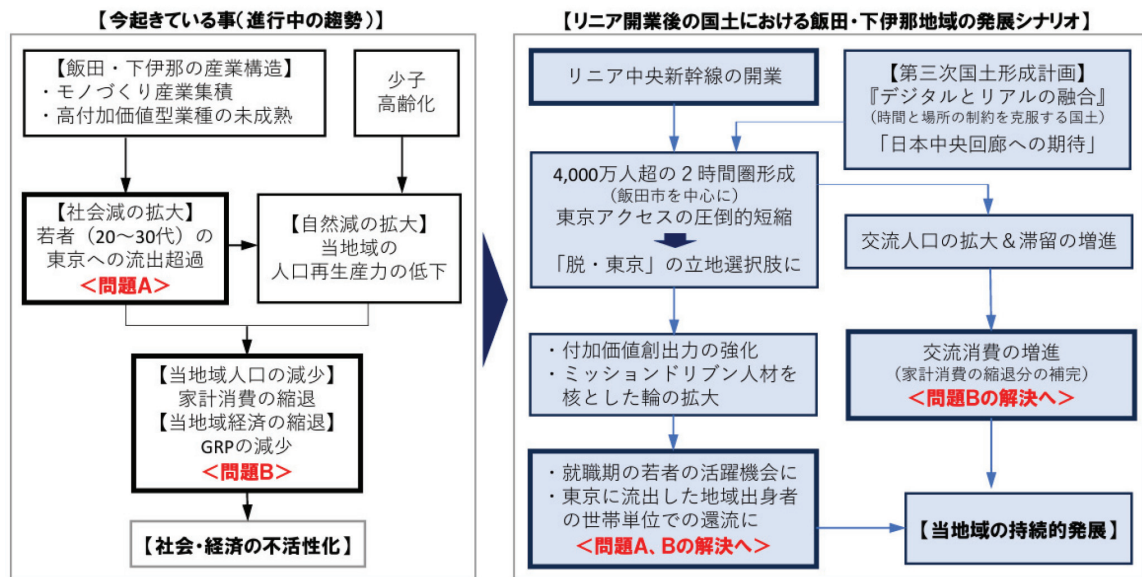 【今起きている事（進行中の趨勢）】
【飯田・下伊那の産業構造】
・モノづくり産業集積
・高付加価値型業種の未成熟
少子
高齢化
【社会減の拡大】
若者（20～30代）の
東京への流出超過
＜問題A＞
【自然減の拡大】
当地域の
人口再生産力の低下
【当地域人口の減少】
家計消費の縮退
【当地域経済の縮退】
GRPの減少
＜問題B＞
【社会・経済の不活性化】
【リニア開業後の国土における飯田・下伊那地域の発展シナリオ】
リニア中央新幹線の開業
【第三次国土形成計画】
『デジタルとリアルの融合』
（時間と場所の制約を克服する国土）
「日本中央回廊への期待」
4,000万人超の２時間圏形成
（飯田市を中心に）
東京アクセスの圧倒的短縮
「脱・東京」の立地選択肢に
交流人口の拡大＆滞留の増進
・付加価値創出力の強化
・ミッションドリブン人材を
核とした輪の拡大
交流消費の増進
（家計消費の縮退分の補完）
＜問題Bの解決へ＞
・就職期の若者の活躍機会に
・東京に流出した地域出身者
の世帯単位での還流に
＜問題A、Bの解決へ＞
【当地域の持続的発展】